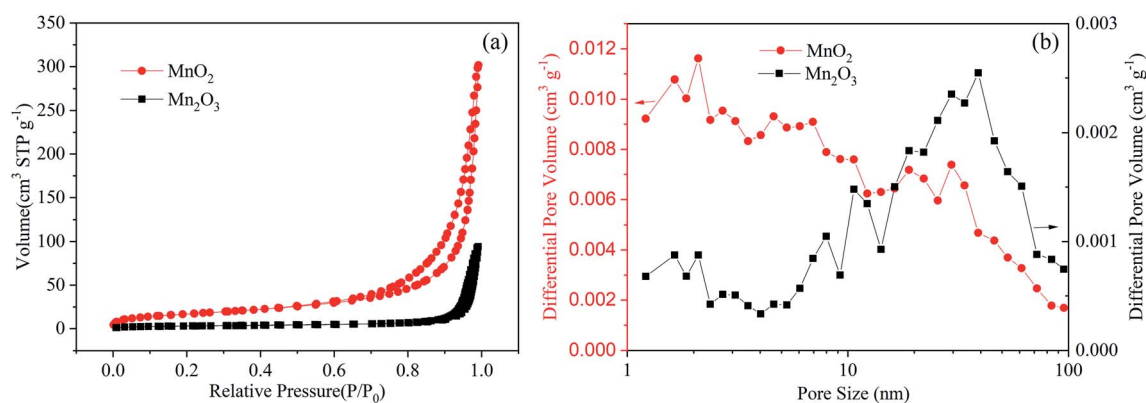 (a)
MnO2
Mn2O3
350
300
250
200
150
100
50
0
Volume(cm3 STP g-1)
0.0 0.2 0.4 0.6 0.8 1.0
Relative Pressure(P/P0)
(b)
MnO2
Mn2O3
0.012
0.010
0.008
0.006
0.004
0.002
0.000
Differential Pore Volume (cm3 g-1)
0.003
0.002
0.001
0.000
Differential Pore Volume (cm3 g-1)
1 10 100
Pore Size (nm)